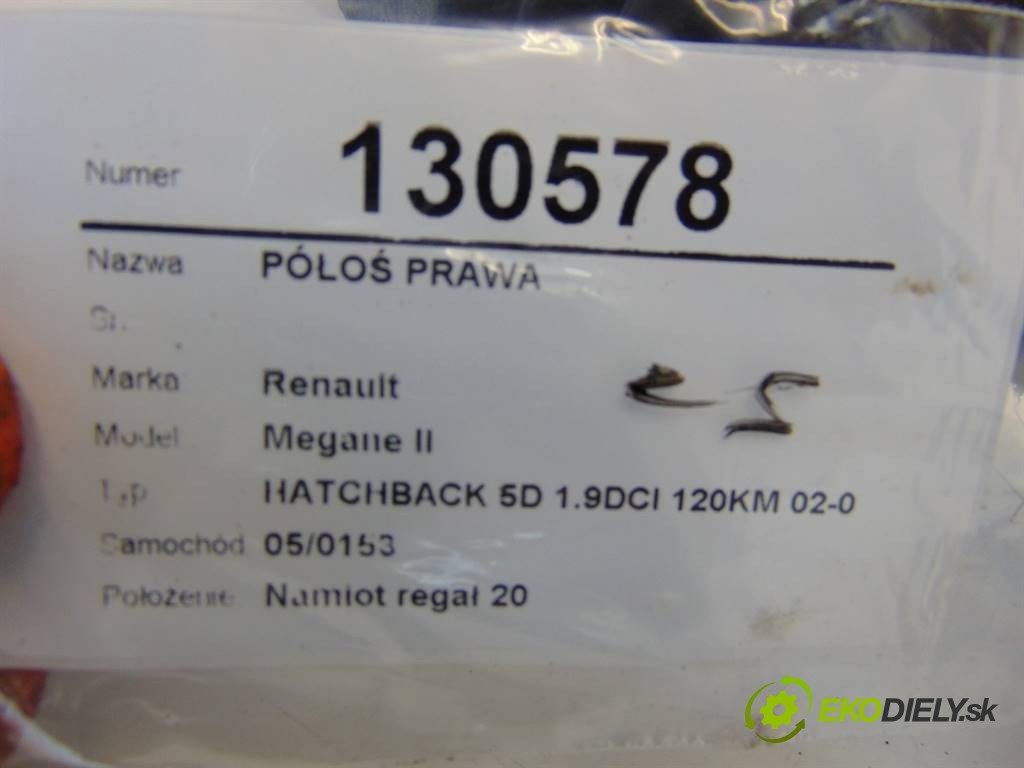 Numer 130578
Nazwa PÓŁOŚ PRAWA
Sr.
Marka Renault
Model Megane II
Typ HATCHBACK 5D 1.9DCI 120KM 02-0
Samochód 05/0153
Położenie Namiot regał 20
EKODIELY.sk